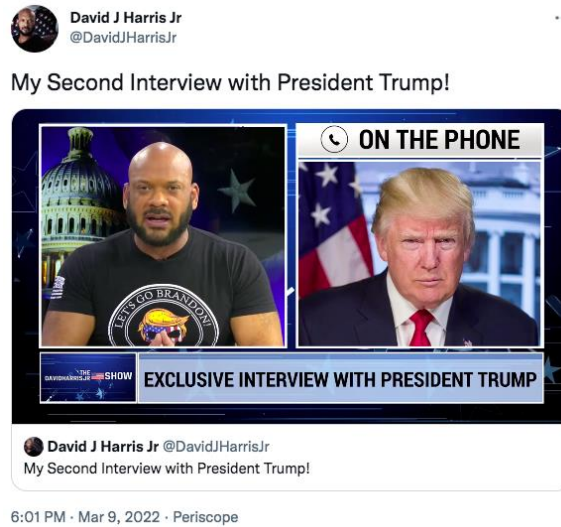 David J Harris Jr
@DavidJHarrisJr
My Second Interview with President Trump!
ON THE PHONE
LET'S GO BRANDON!
THE
DAVIDHARRISJR SHOW
EXCLUSIVE INTERVIEW WITH PRESIDENT TRUMP
David J Harris Jr @DavidJHarrisJr
My Second Interview with President Trump!
6:01 PM · Mar 9, 2022 · Periscope